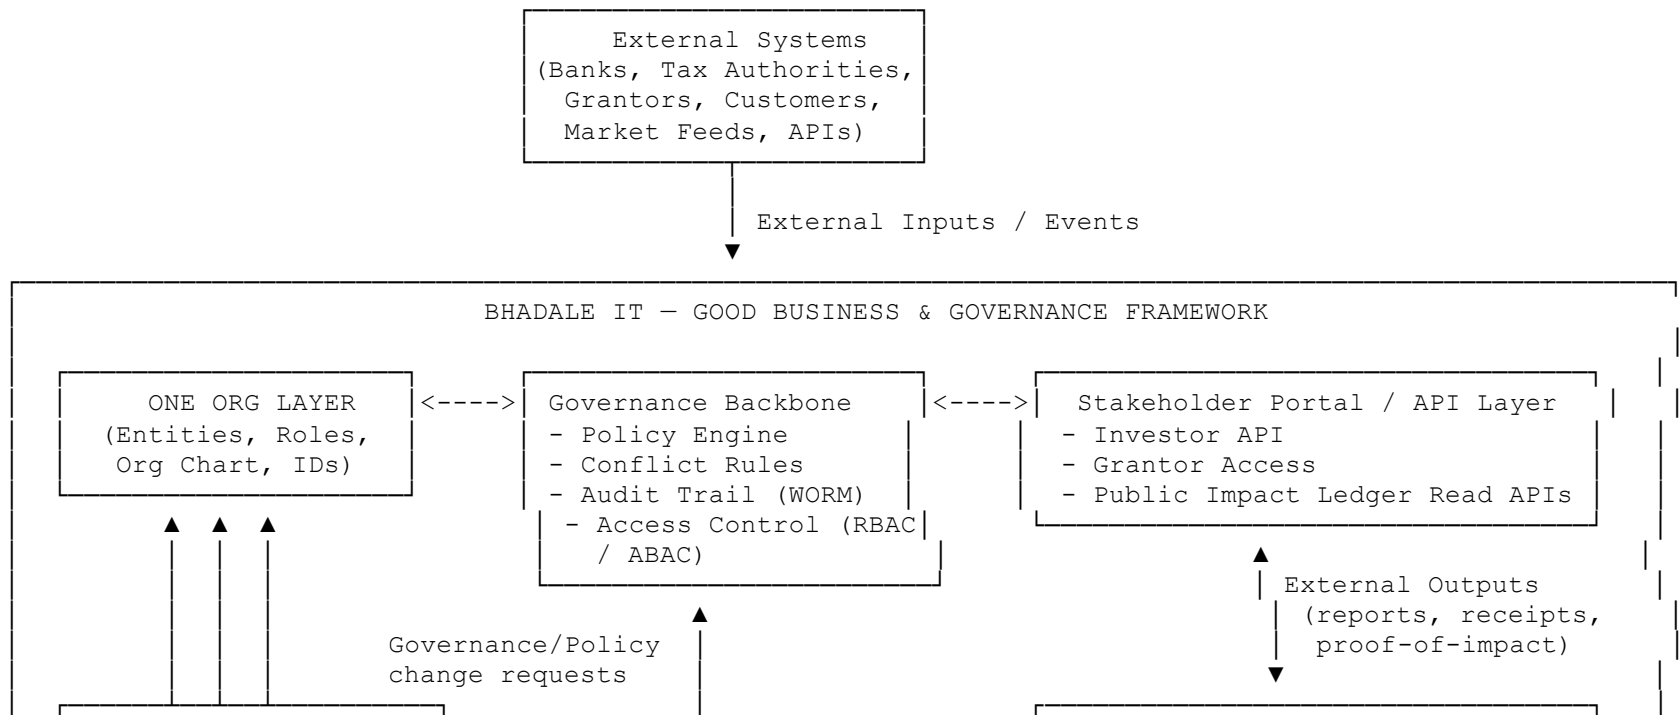 External Systems
(Banks, Tax Authorities,
Grantors, Customers,
Market Feeds, APIs)
External Inputs / Events
BHADALE IT — GOOD BUSINESS & GOVERNANCE FRAMEWORK
ONE ORG LAYER
(Entities, Roles,
Org Chart, IDs)
<---->
Governance Backbone
- Policy Engine
- Conflict Rules
- Audit Trail (WORM)
- Access Control (RBAC
/ ABAC)
<---->
Stakeholder Portal / API Layer
- Investor API
- Grantor Access
- Public Impact Ledger Read APIs
External Outputs
(reports, receipts,
proof-of-impact)
Governance/Policy
change requests